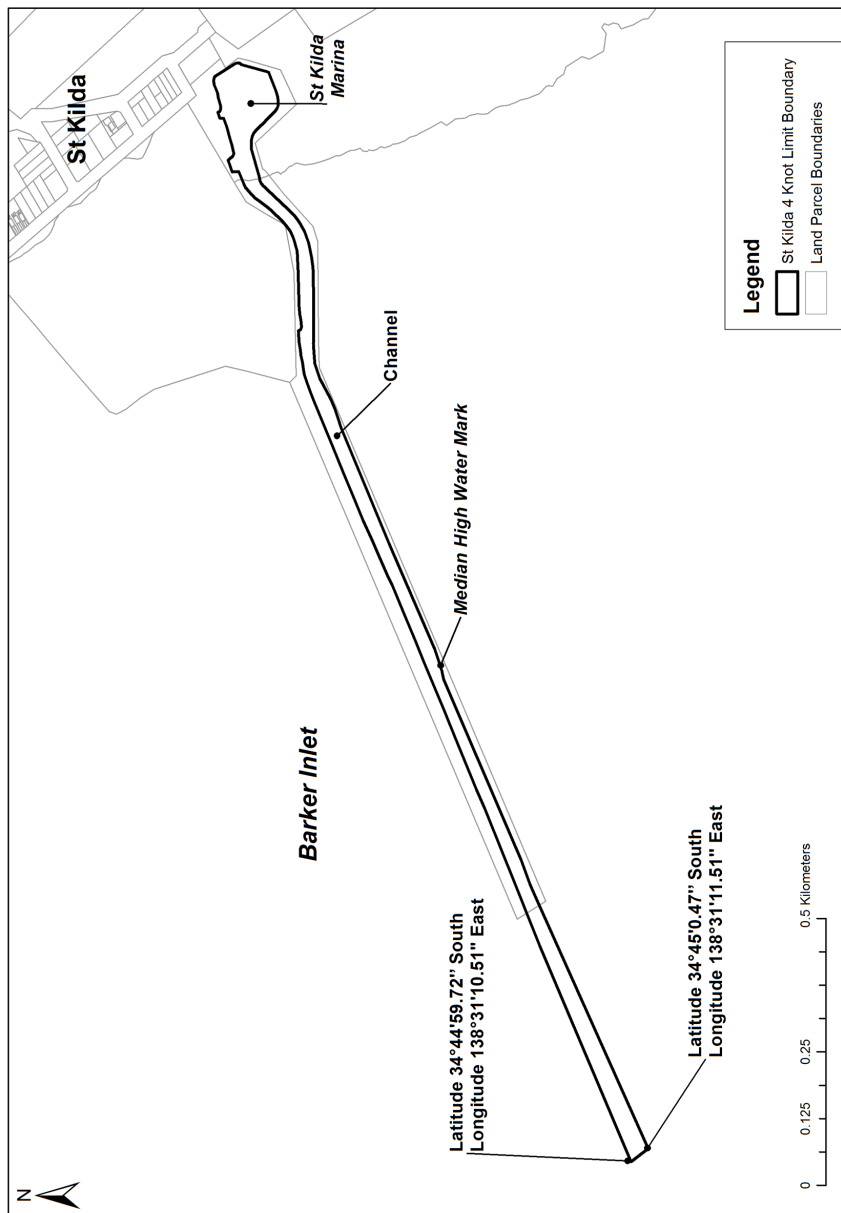 N
St Kilda
St Kilda
Marina
Channel
Median High Water Mark
Barker Inlet
Latitude 34°44'59.72" South
Longitude 138°31'10.51" East
Latitude 34°45'0.47" South
Longitude 138°31'11.51" East
0 0.125 0.25 0.5 Kilometers
Legend
St Kilda 4 Knot Limit Boundary
Land Parcel Boundaries